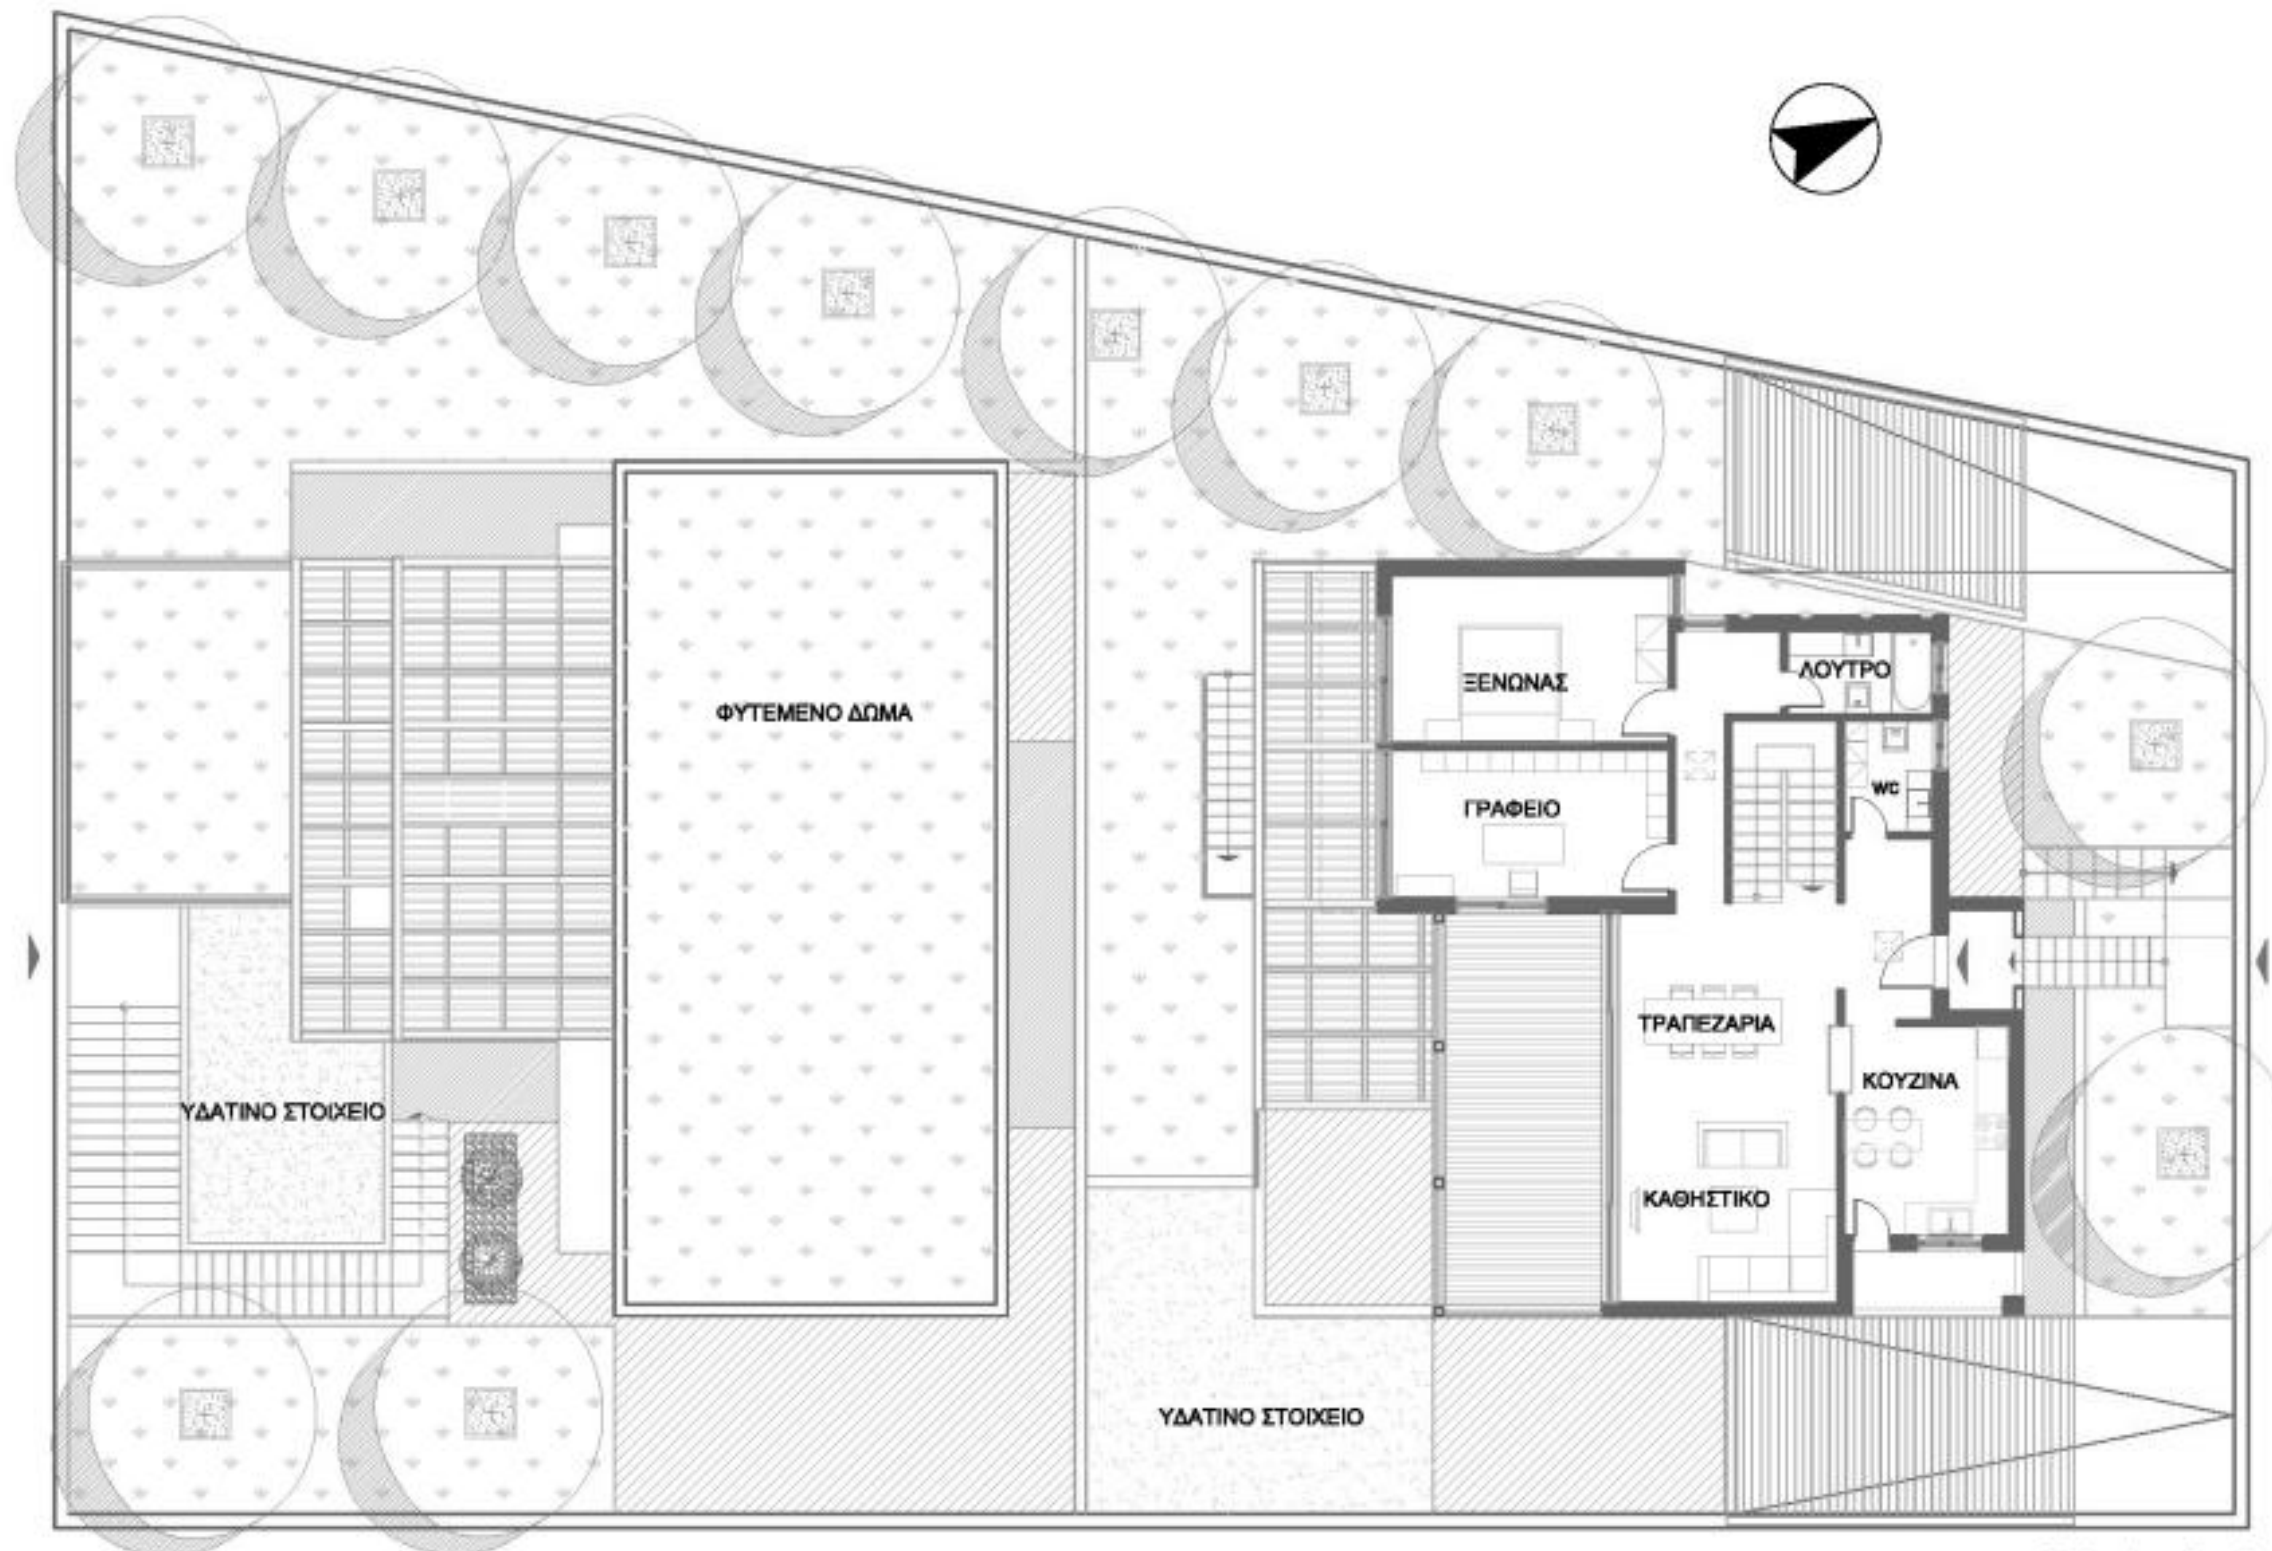 ΞΕΝΩΝΑΣ
ΛΟΥΤΡΟ
ΦΥΤΕΜΕΝΟ ΔΩΜΑ
WC
ΓΡΑΦΕΙΟ
ΤΡΑΠΕΖΑΡΙΑ
ΚΟΥΖΙΝΑ
ΥΔΑΤΙΝΟ ΣΤΟΙΧΕΙΟ
ΚΑΘΗΣΤΙΚΟ
ΥΔΑΤΙΝΟ ΣΤΟΙΧΕΙΟ